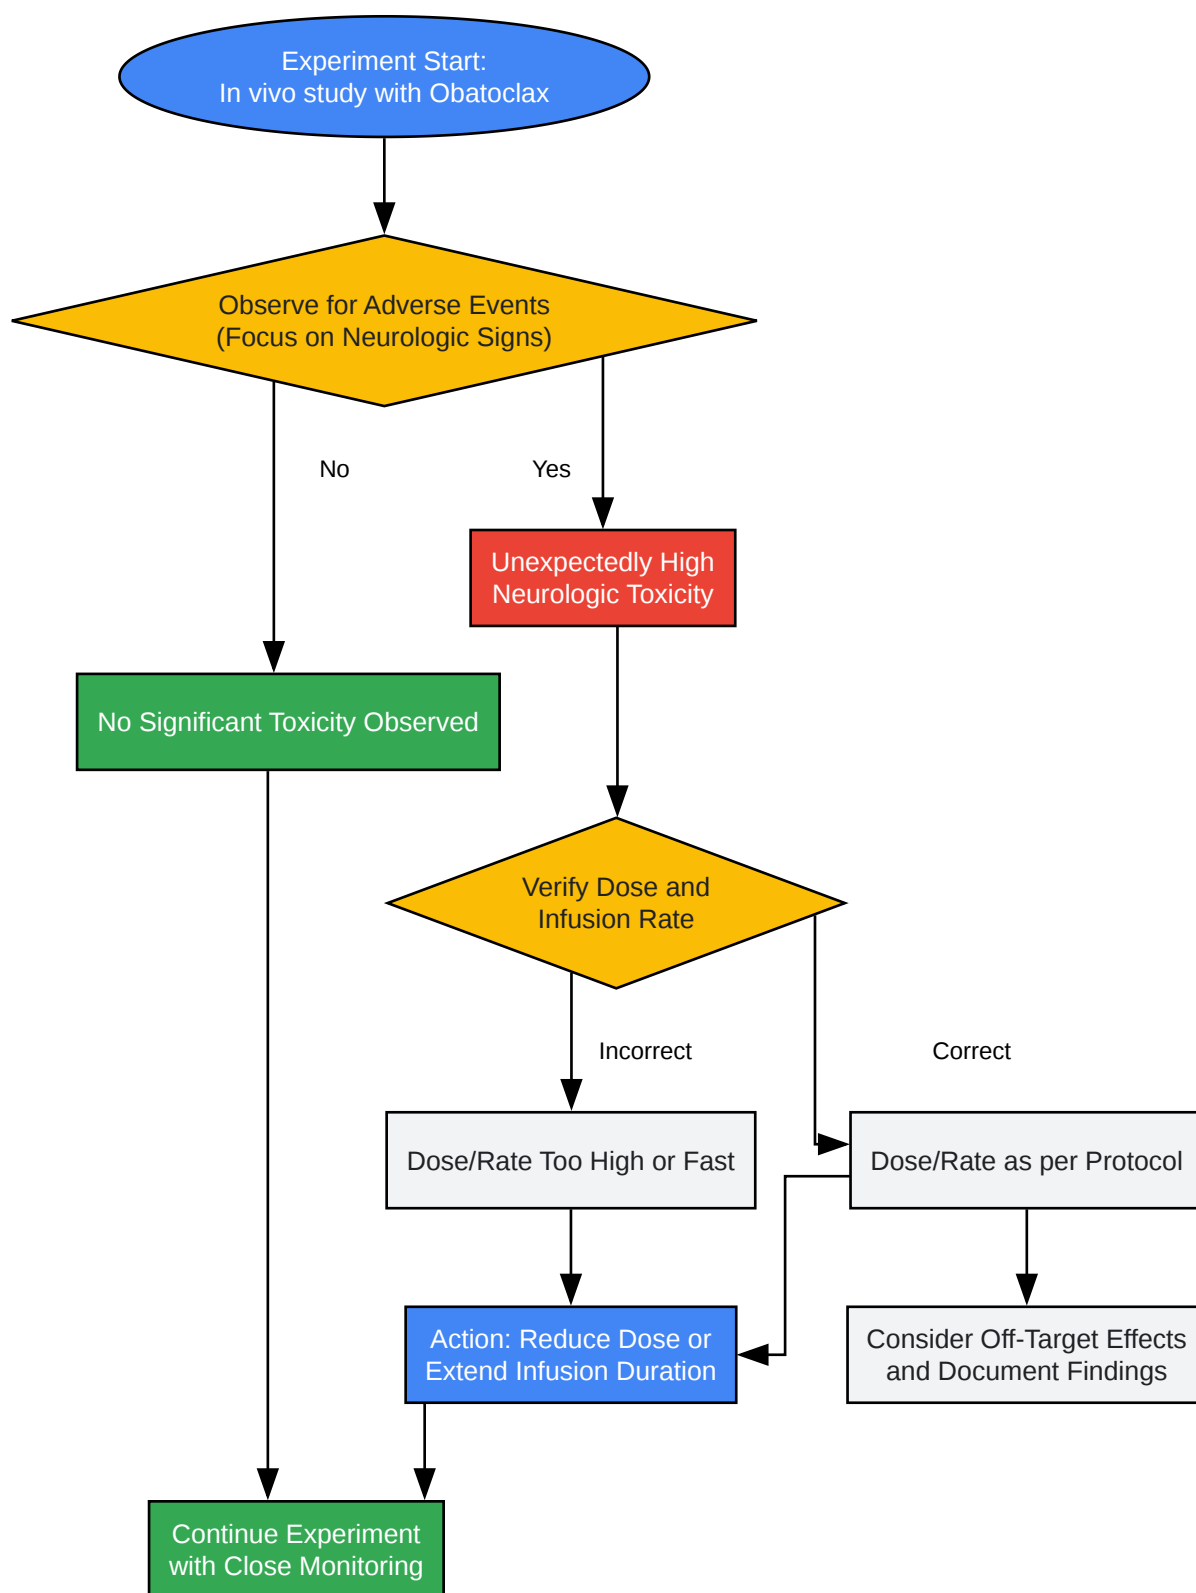 Experiment Start:
In vivo study with Obatoclax
Observe for Adverse Events
(Focus on Neurologic Signs)
No
Yes
Unexpectedly High
Neurologic Toxicity
No Significant Toxicity Observed
Verify Dose and
Infusion Rate
Incorrect
Correct
Dose/Rate Too High or Fast
Dose/Rate as per Protocol
Action: Reduce Dose or
Extend Infusion Duration
Consider Off-Target Effects
and Document Findings
Continue Experiment
with Close Monitoring